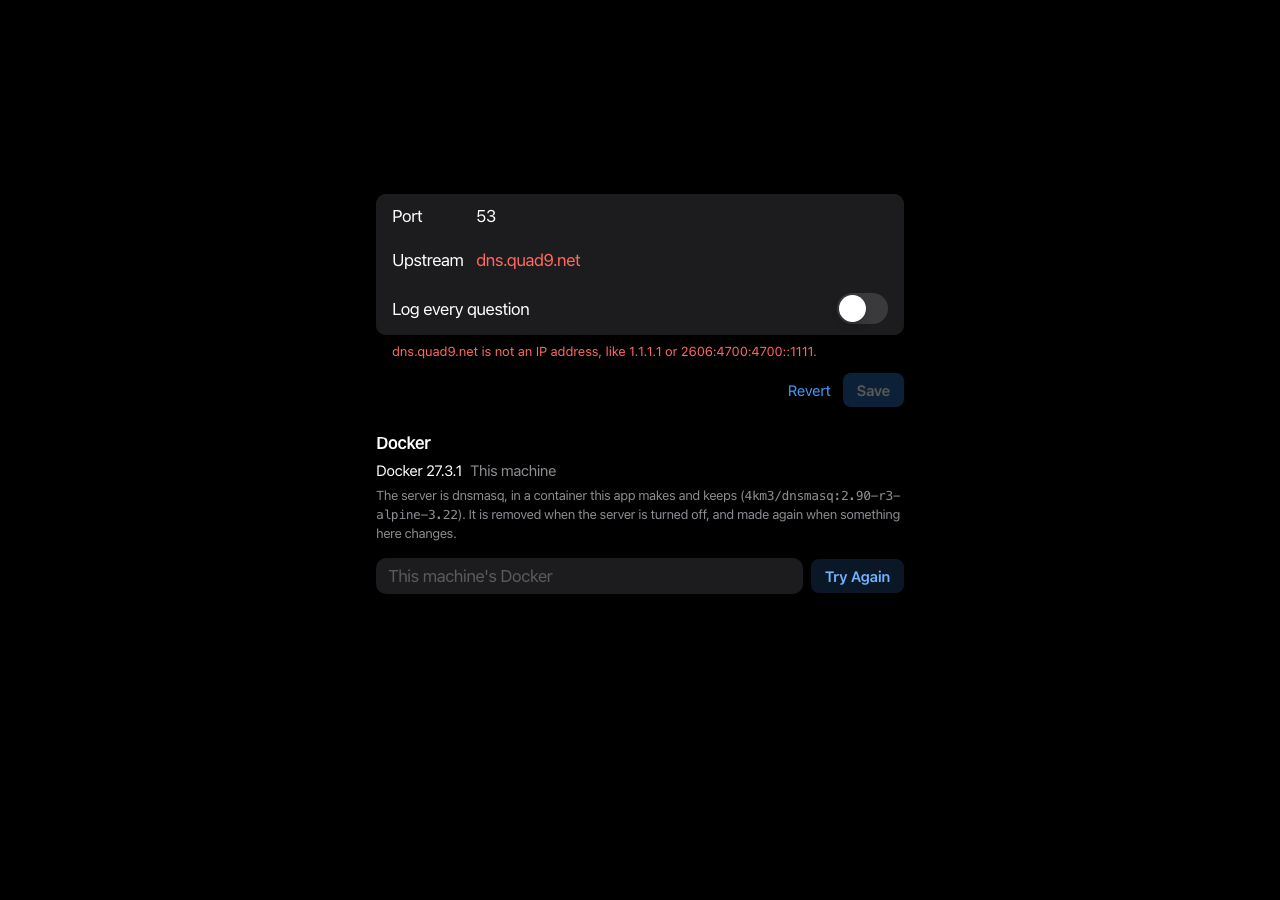 Port 53
Upstream dns.quad9.net
Log every question
dns.quad9.net is not an IP address, like 1.1.1.1 or 2606:4700:4700::1111.
Revert Save
Docker
Docker 27.3.1 This machine
The server is dnsmasq, in a container this app makes and keeps (4km3/dnsmasq:2.90-r3-
alpine-3.22). It is removed when the server is turned off, and made again when something
here changes.
This machine's Docker Try Again